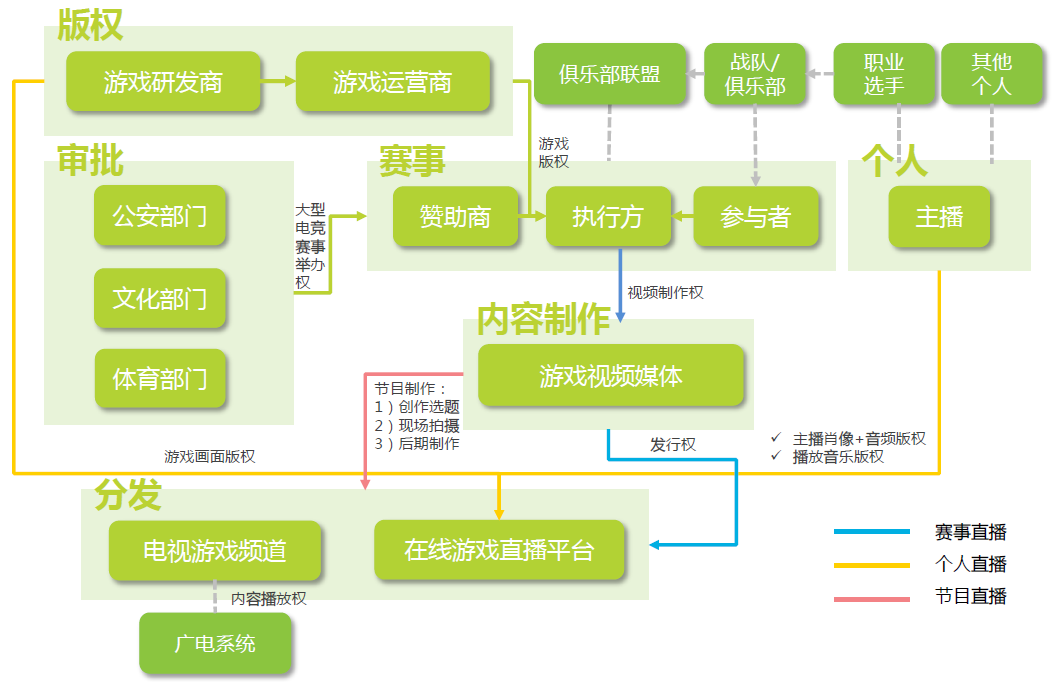 版权
游戏研发商
游戏运营商
俱乐部联盟
战队/
俱乐部
职业
选手
其他
个人
游戏
版权
审批
公安部门
文化部门
体育部门
大型
电竞
赛事
举办
权
赛事
赞助商
执行方
参与者
个人
主播
视频制作权
内容制作
游戏视频媒体
节目制作：
1）创作选题
2）现场拍摄
3）后期制作
发行权
✓ 主播肖像+音频版权
✓ 播放音乐版权
游戏画面版权
分发
电视游戏频道
在线游戏直播平台
内容播放权
广电系统
赛事直播
个人直播
节目直播